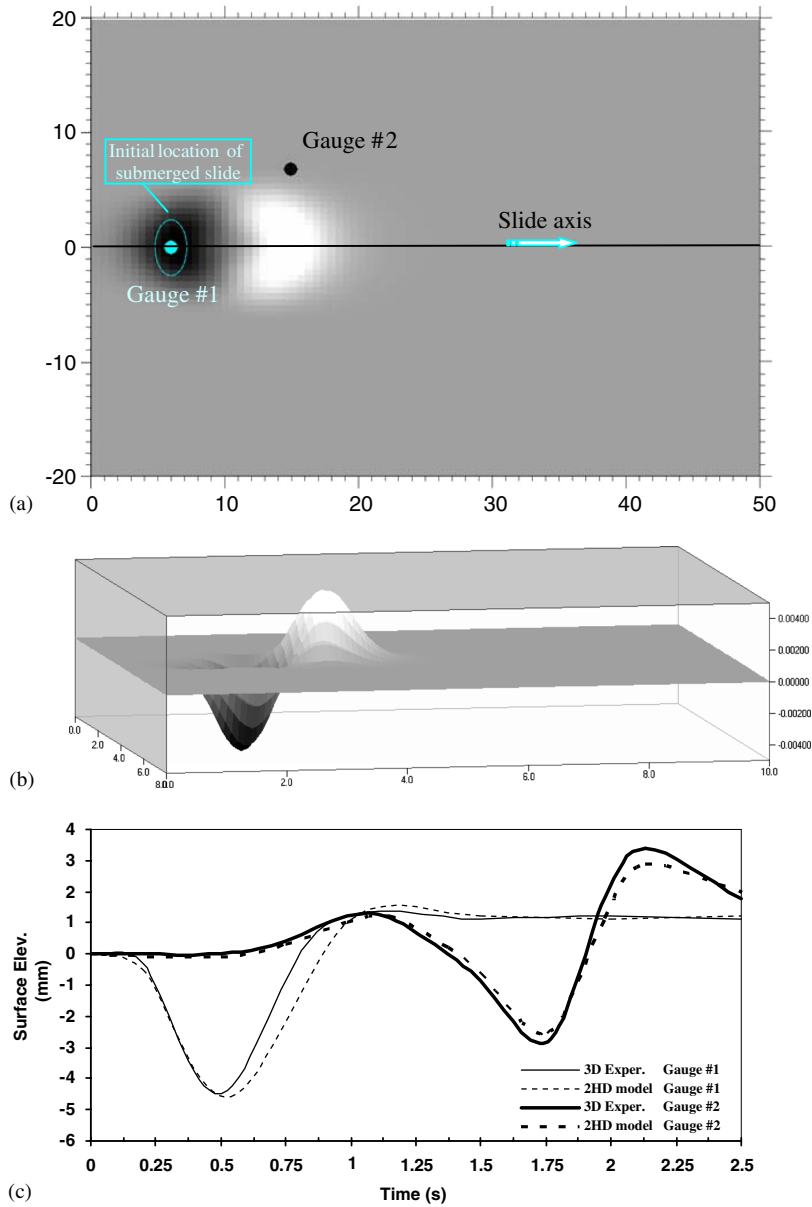 20
10
0
-10
-20
Gauge #2
Initial location of
submerged slide
Slide axis
Gauge #1
(a)
0 10 20 30 40 50
0.00400
0.00200
0.00000
-0.00200
-0.00400
0.0
2.0
4.0
6.0
2.0 4.0 6.0 8.0 10.0
(b)
4
3
2
1
0
-1
-2
-3
-4
-5
-6
Surface Elev.
(mm)
3D Exper. Gauge #1
2HD model Gauge #1
3D Exper. Gauge #2
2HD model Gauge #2
0 0.25 0.5 0.75 1 1.25 1.5 1.75 2 2.25 2.5
(c)
Time (s)